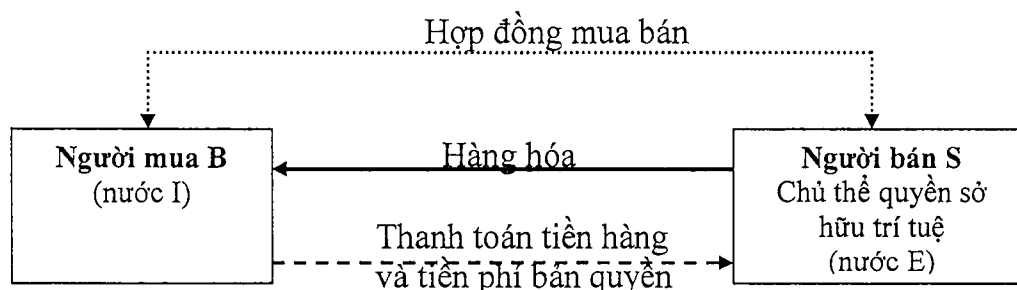 Hợp đồng mua bán
Người mua B
(nước I)
Hàng hóa
Người bán S
Chủ thể quyền sở
hữu trí tuệ
(nước E)
Thanh toán tiền hàng
và tiền phí bản quyền